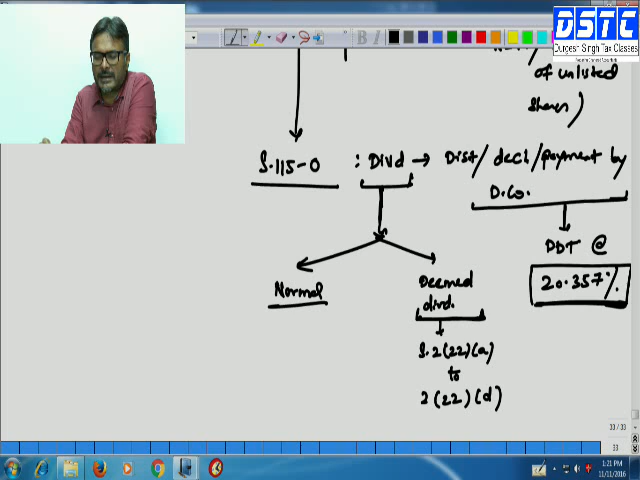 DSTC
Durgesh Singh Tax Classes
of unlisted
shares)
S.115-O : Divd → Dist/decl/payment by
D.Co.
DDT @
20.357%
Normal
Deemed
divd.
S.2(22)(a)
to
2(22)(d)
33 / 33
33
1:21 PM
11/11/2016